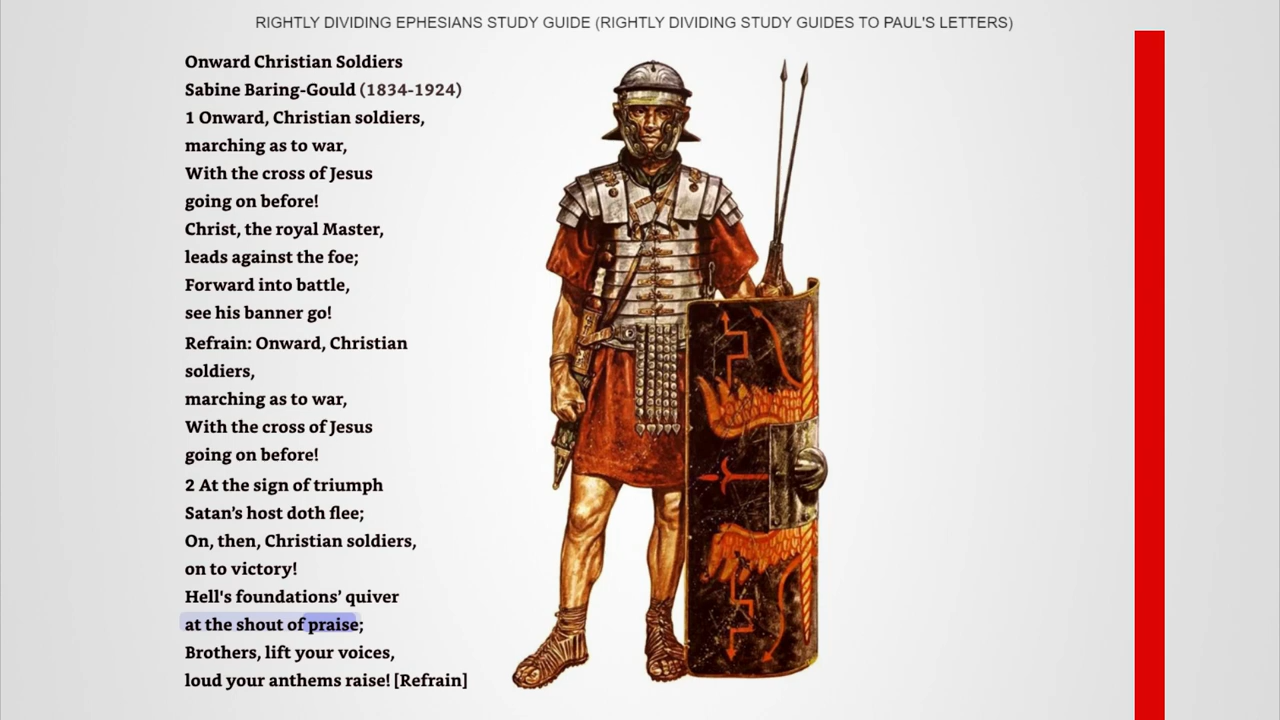 RIGHTLY DIVIDING EPHESIANS STUDY GUIDE (RIGHTLY DIVIDING STUDY GUIDES TO PAUL'S LETTERS)
Onward Christian Soldiers
Sabine Baring-Gould (1834-1924)
1 Onward, Christian soldiers,
marching as to war,
With the cross of Jesus
going on before!
Christ, the royal Master,
leads against the foe;
Forward into battle,
see his banner go!
Refrain: Onward, Christian
soldiers,
marching as to war,
With the cross of Jesus
going on before!
2 At the sign of triumph
Satan’s host doth flee;
On, then, Christian soldiers,
on to victory!
Hell's foundations’ quiver
at the shout of praise;
Brothers, lift your voices,
loud your anthems raise! [Refrain]